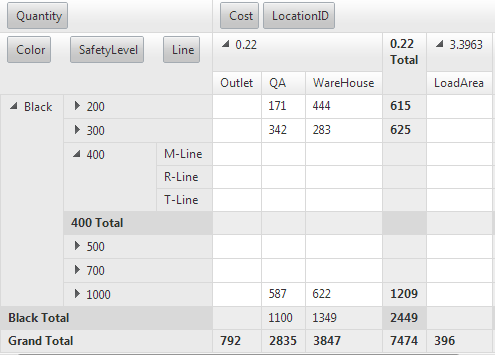 Quantity Cost LocationID
Color SafetyLevel Line 0.22 0.22 Total 3.3963
Outlet QA WareHouse LoadArea
Black 200 171 444 615
300 342 283 625
400 M-Line
R-Line
T-Line
400 Total
500
700
1000 587 622 1209
Black Total 1100 1349 2449
Grand Total 792 2835 3847 7474 396